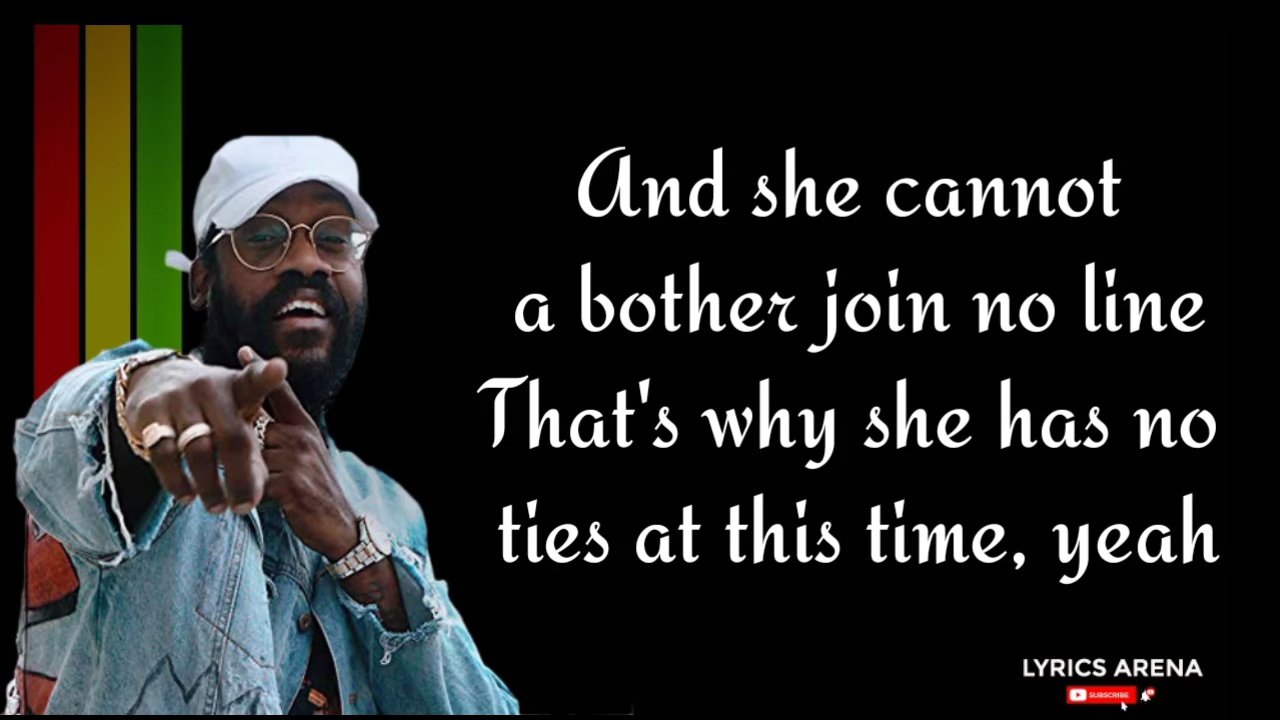 And she cannot
a bother join no line
That's why she has no
ties at this time, yeah
LYRICS ARENA
SUBSCRIBE